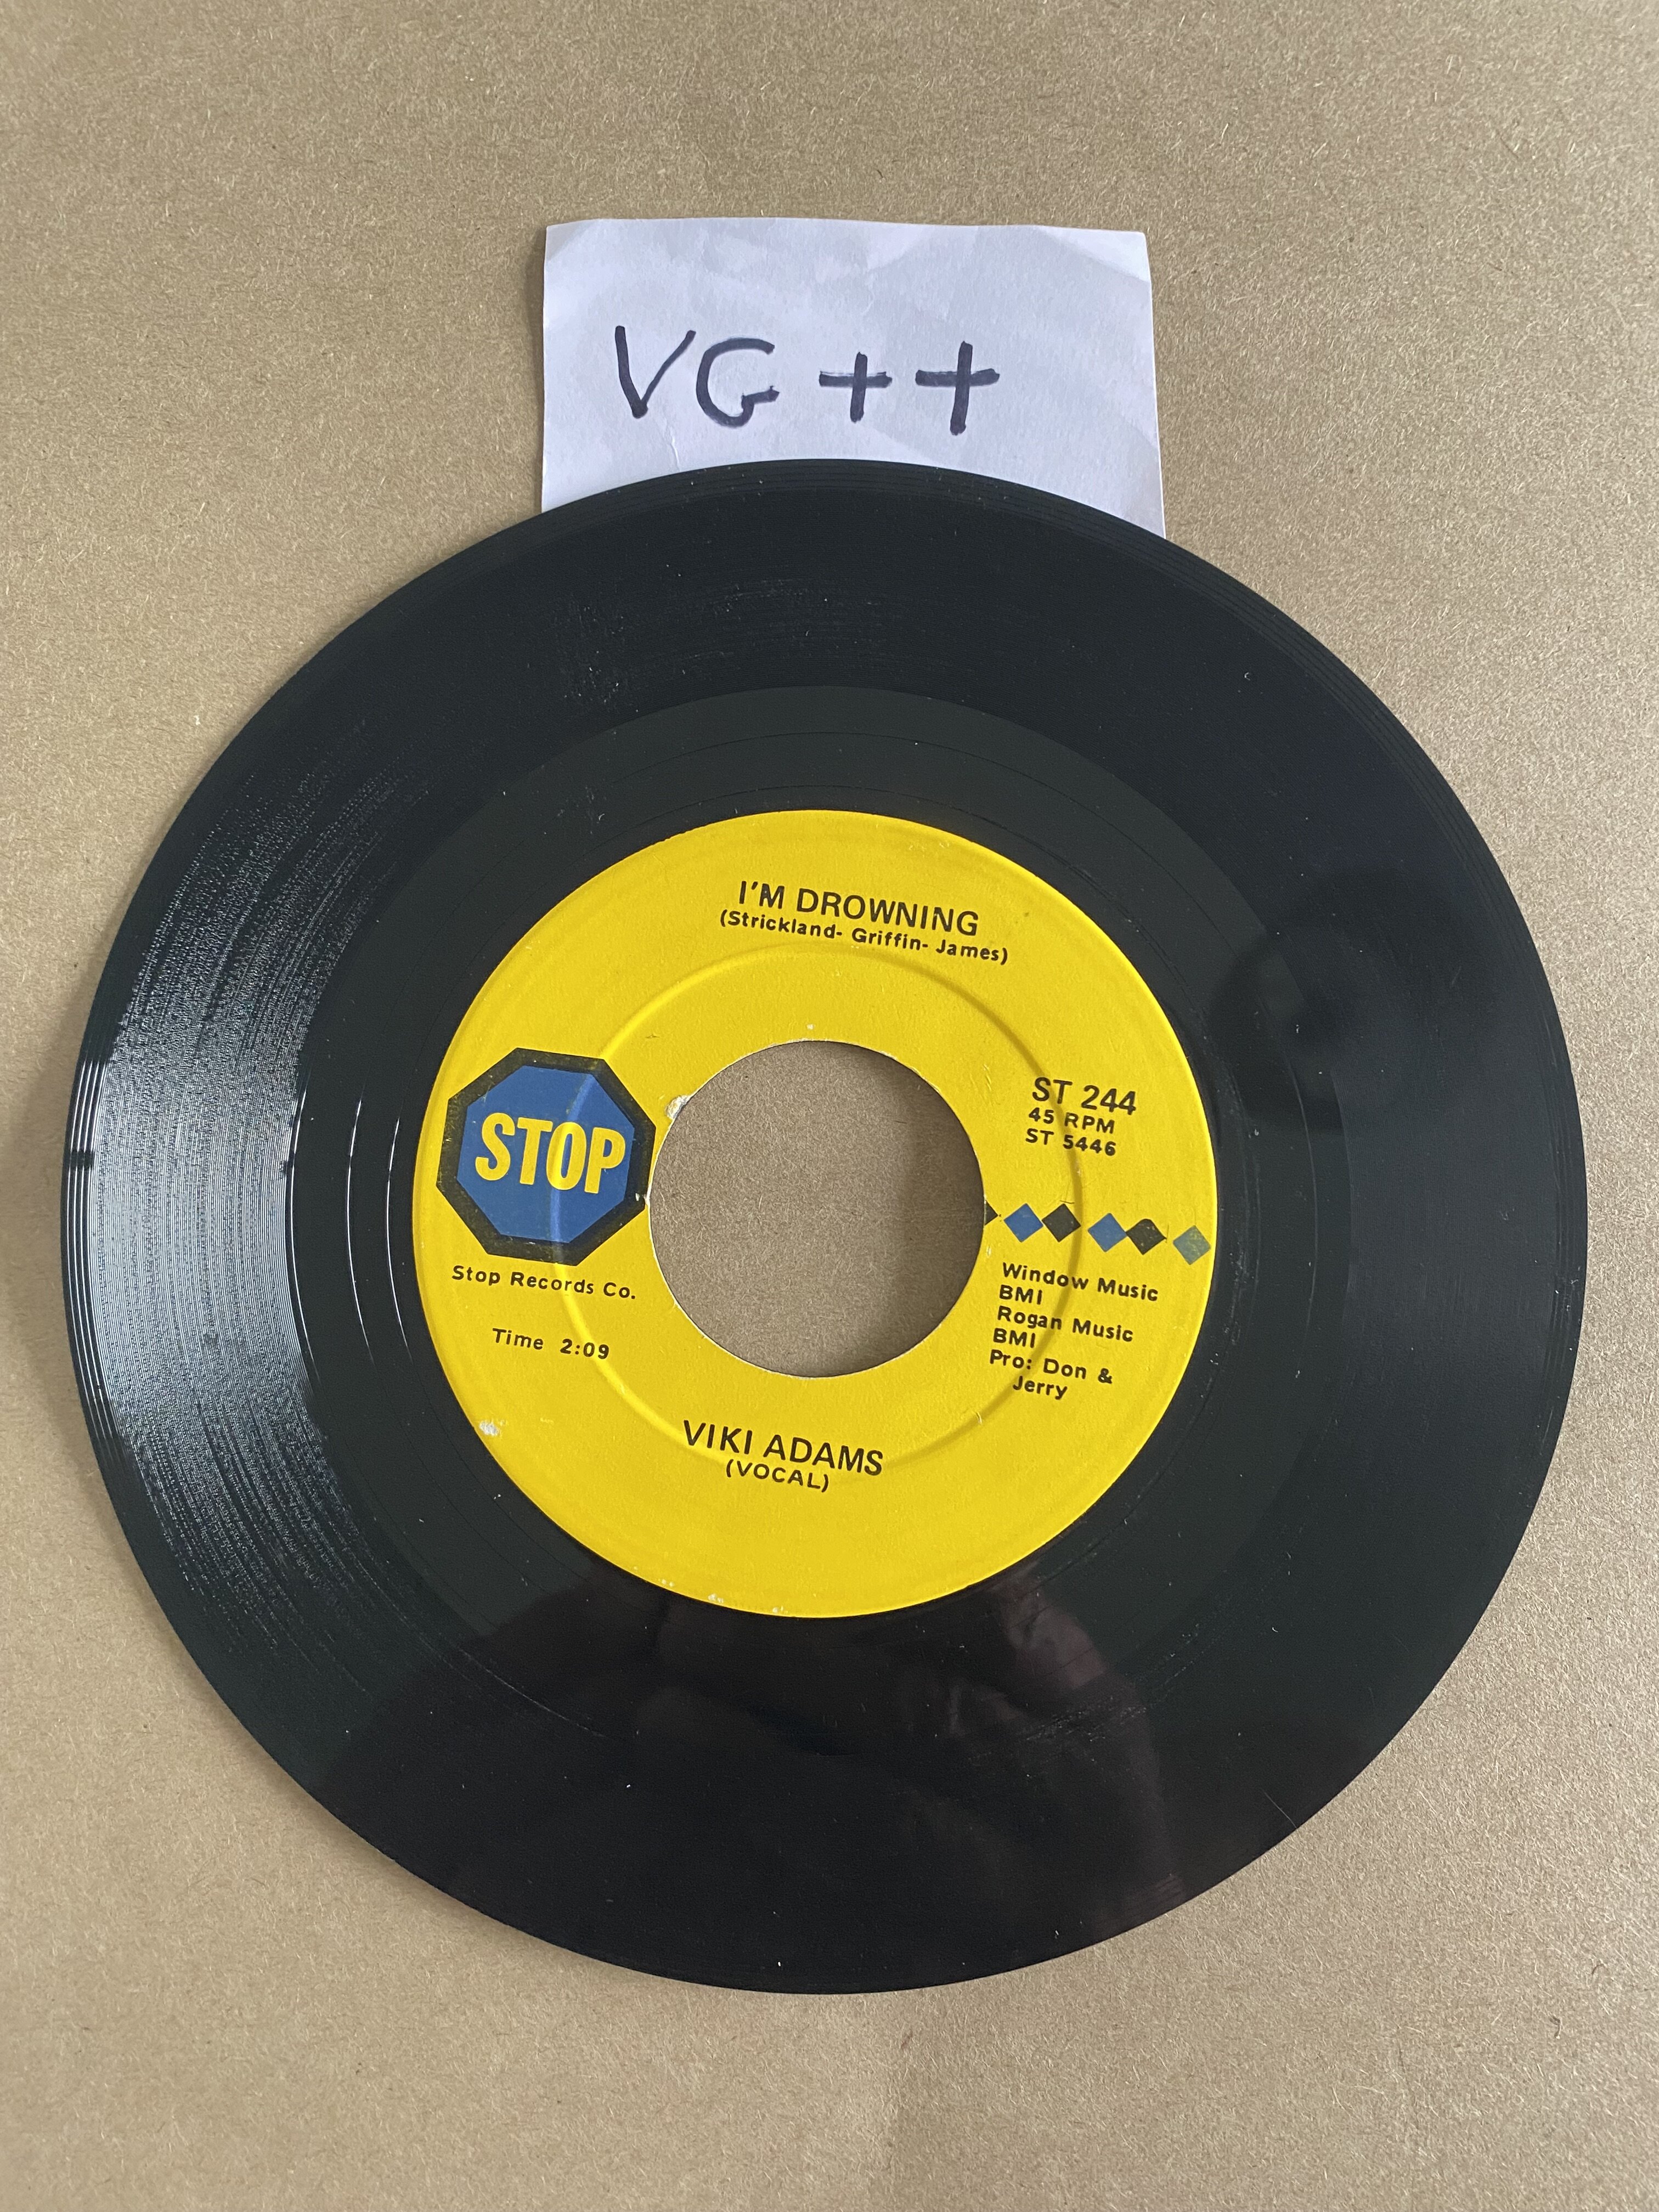 VG++
I'M DROWNING
(Strickland- Griffin- James)
STOP
Stop Records Co.
Time 2:09
ST 244
45 RPM
ST 5446
Window Music
BMI
Rogan Music
BMI
Pro: Don &
Jerry
VIKI ADAMS
(VOCAL)